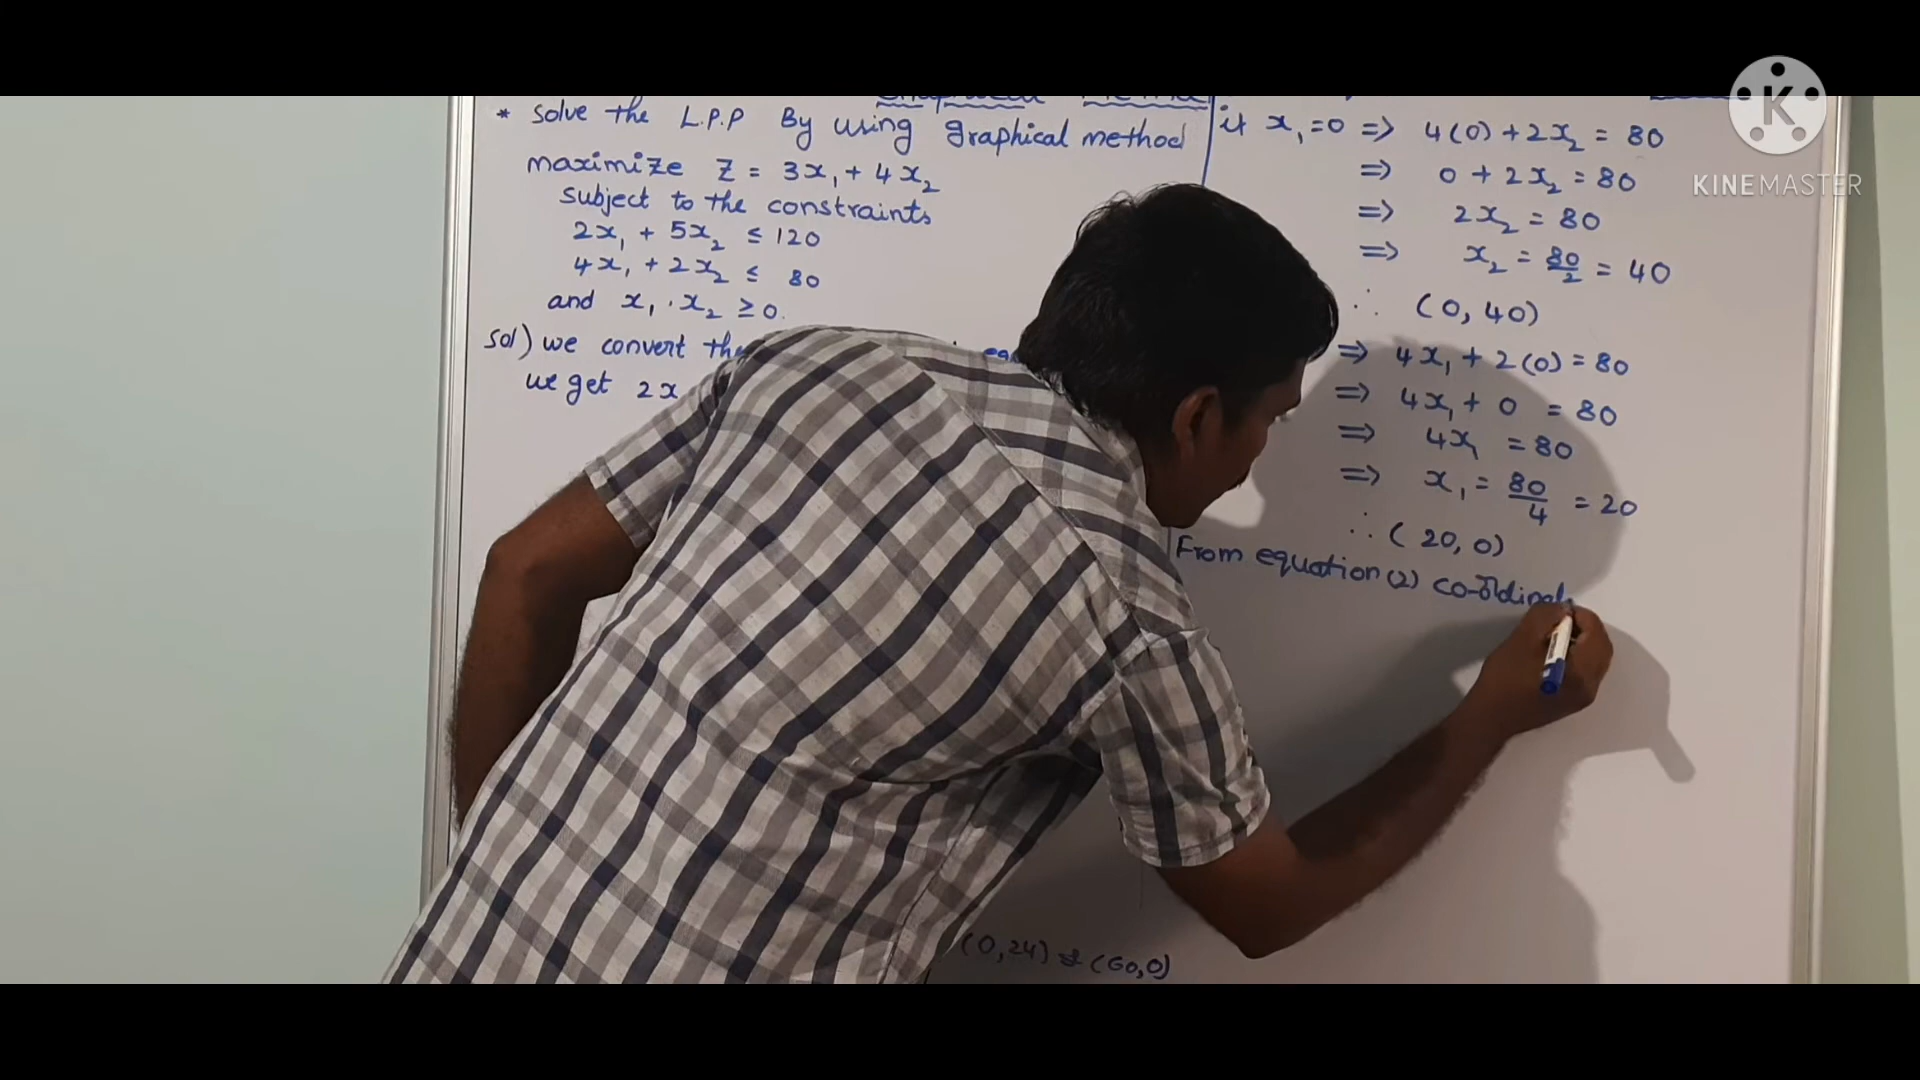 * Solve the L.P.P By using graphical method
maximize Z = 3x₁ + 4x₂
subject to the constraints
2x₁ + 5x₂ ≤ 120
4x₁ + 2x₂ ≤ 80
and x₁, x₂ ≥ 0.
Sol) we convert the
we get 2x
(0, 24) & (60, 0)
if x₁ = 0 ⇒ 4(0) + 2x₂ = 80
⇒ 0 + 2x₂ = 80
⇒ 2x₂ = 80
⇒ x₂ = 80/2 = 40
∴ (0, 40)
⇒ 4x₁ + 2(0) = 80
⇒ 4x₁ + 0 = 80
⇒ 4x₁ = 80
⇒ x₁ = 80/4 = 20
∴ (20, 0)
From equation (2) co-ordinat
K
KINEMASTER